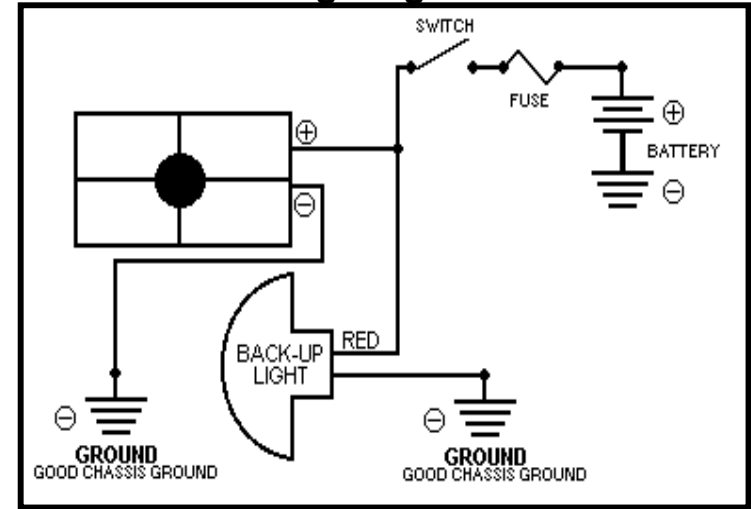 SWITCH
FUSE
+
BATTERY
−
+
−
RED
BACK-UP
LIGHT
−
GROUND
GOOD CHASSIS GROUND
−
GROUND
GOOD CHASSIS GROUND